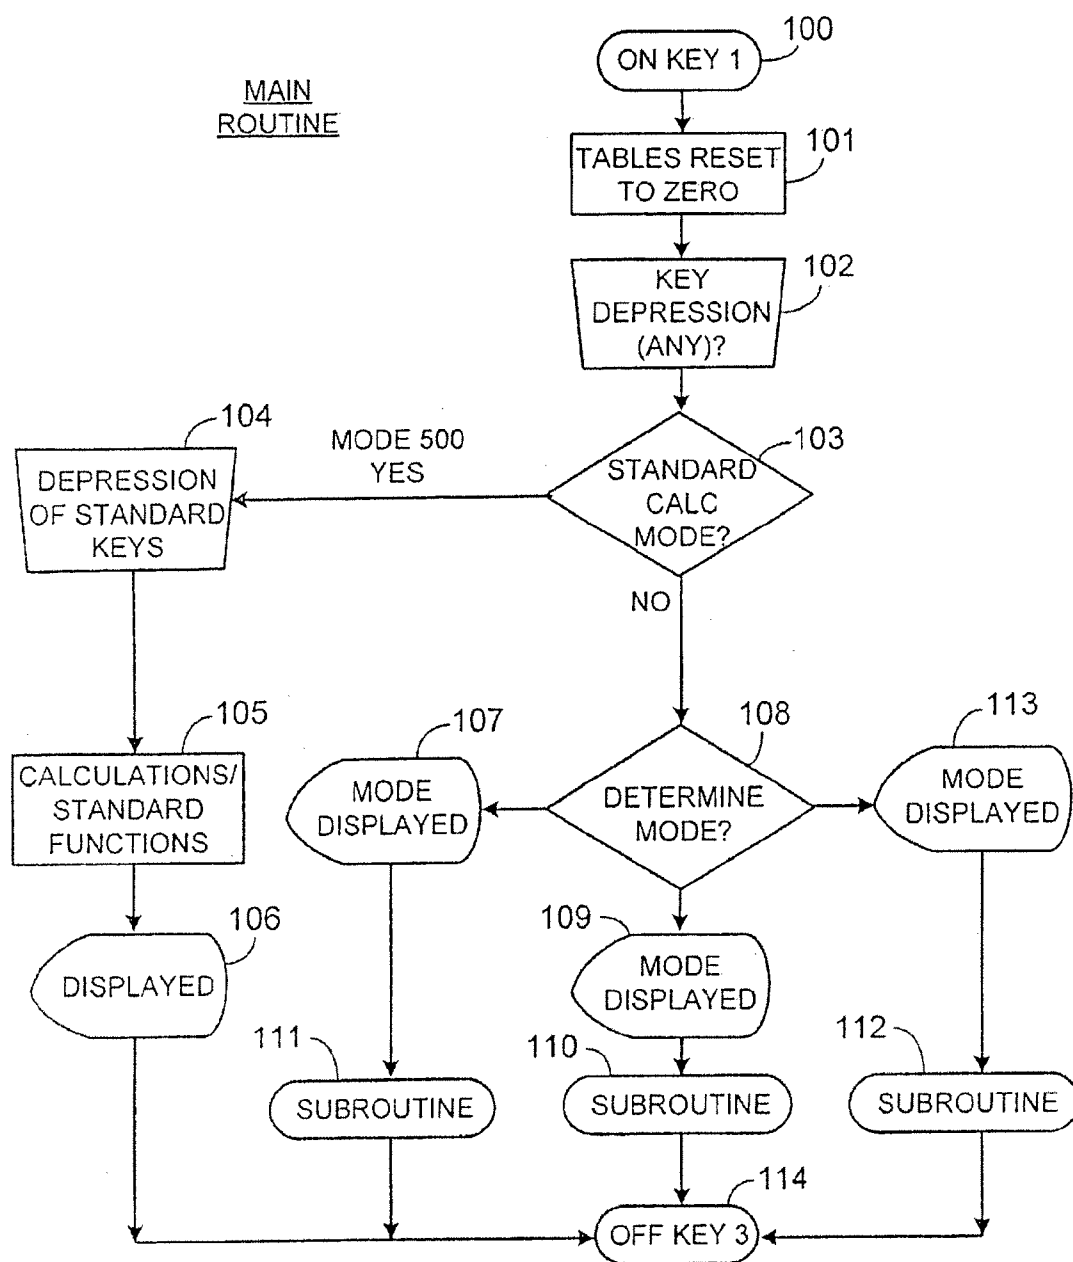 100
ON KEY 1
MAIN
ROUTINE
101
TABLES RESET
TO ZERO
102
KEY
DEPRESSION
(ANY)?
104
MODE 500
YES
103
DEPRESSION
OF STANDARD
KEYS
STANDARD
CALC
MODE?
NO
105
CALCULATIONS/
STANDARD
FUNCTIONS
107
MODE
DISPLAYED
108
DETERMINE
MODE?
113
MODE
DISPLAYED
106
DISPLAYED
109
MODE
DISPLAYED
111
SUBROUTINE
110
SUBROUTINE
112
SUBROUTINE
114
OFF KEY 3